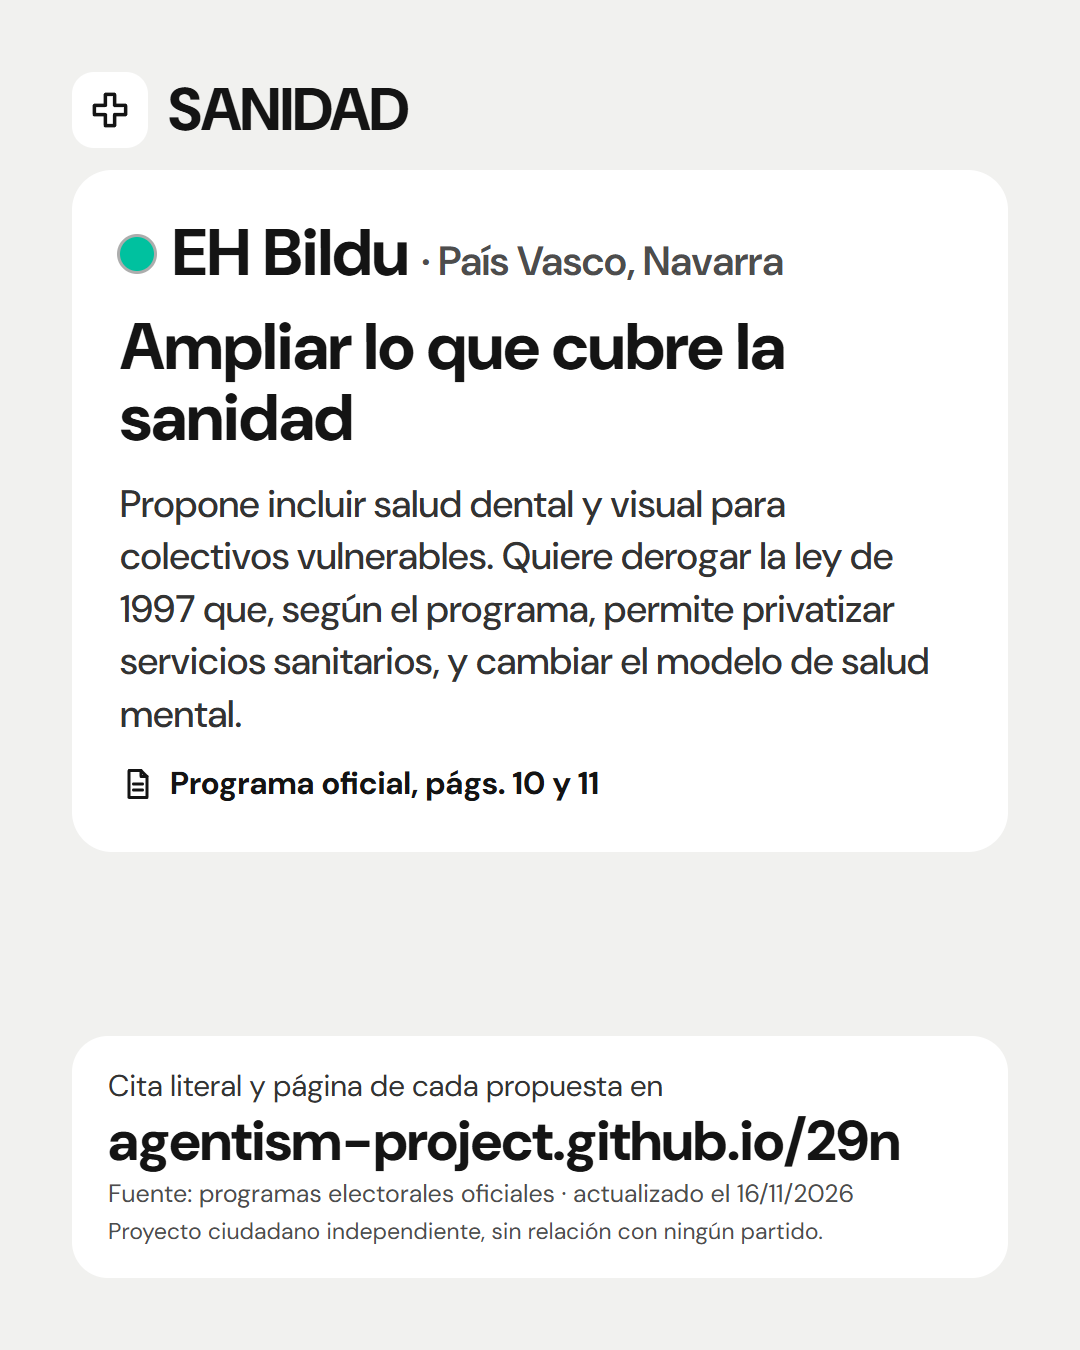 SANIDAD
EH Bildu · País Vasco, Navarra
Ampliar lo que cubre la
sanidad
Propone incluir salud dental y visual para
colectivos vulnerables. Quiere derogar la ley de
1997 que, según el programa, permite privatizar
servicios sanitarios, y cambiar el modelo de salud
mental.
Programa oficial, págs. 10 y 11
Cita literal y página de cada propuesta en
agentism-project.github.io/29n
Fuente: programas electorales oficiales · actualizado el 16/11/2026
Proyecto ciudadano independiente, sin relación con ningún partido.